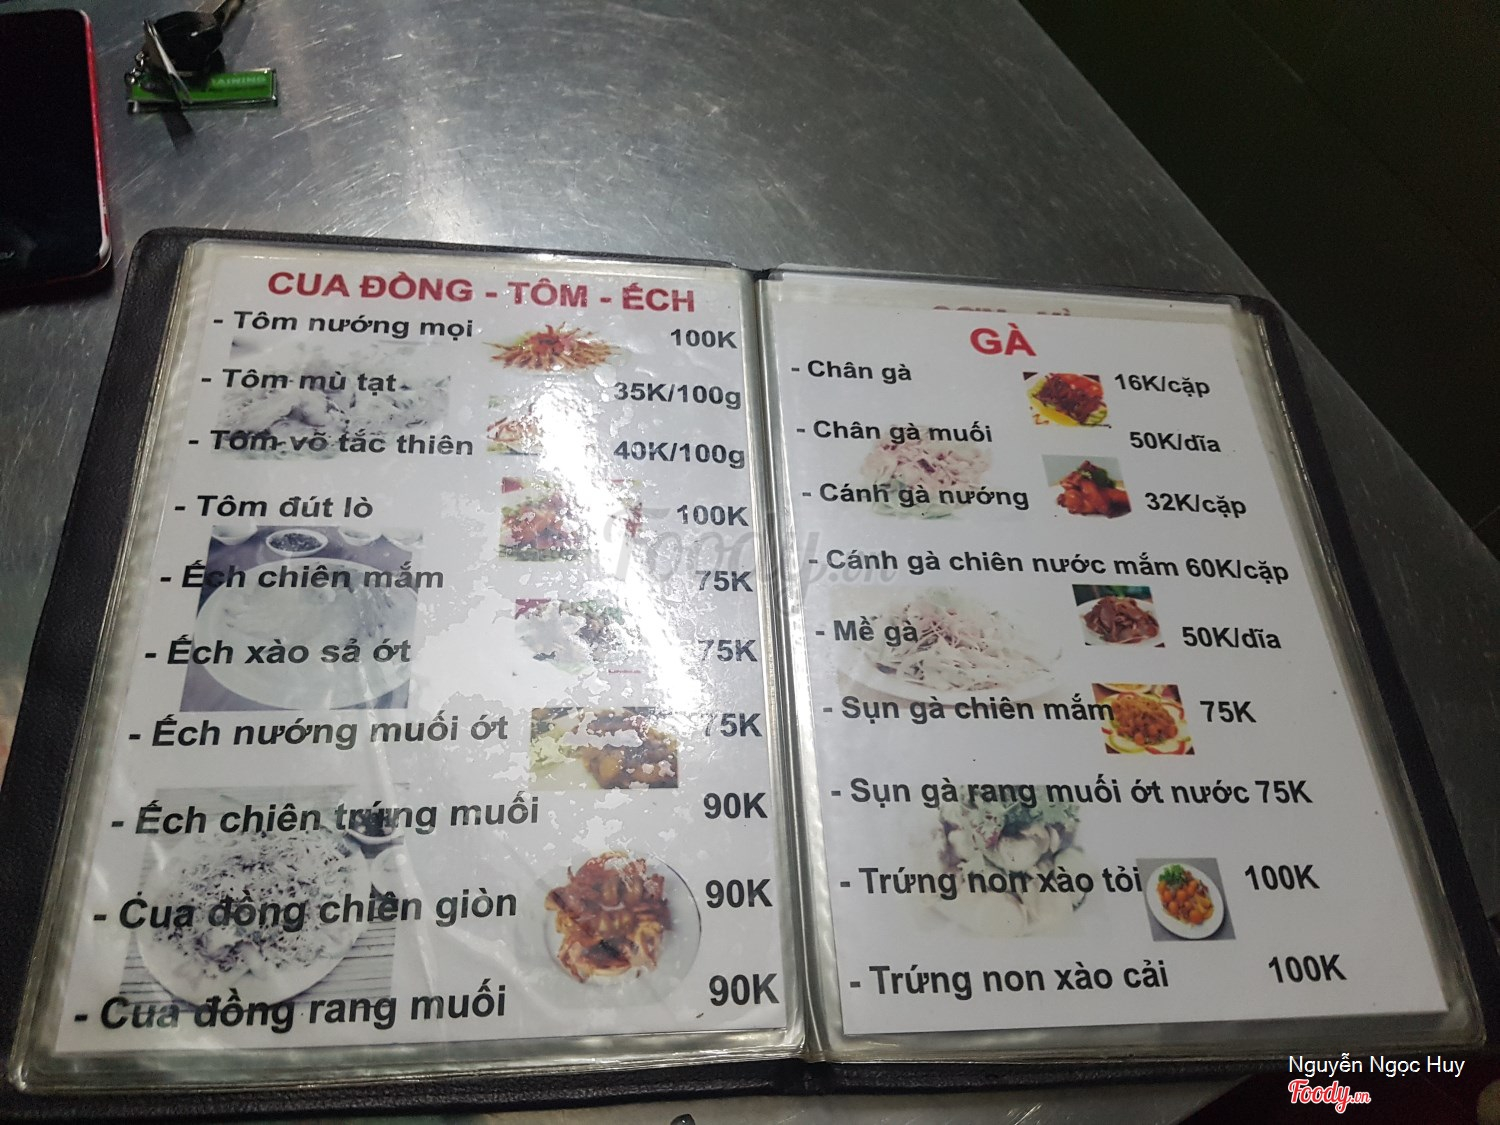 CUA ĐỒNG - TÔM - ẾCH
- Tôm nướng mọi 100K
- Tôm mù tạt 35K/100g
- Tôm võ tắc thiên 40K/100g
- Tôm đút lò 100K
- Ếch chiên mắm 75K
- Ếch xào sả ớt 75K
- Ếch nướng muối ớt 75K
- Ếch chiên trứng muối 90K
- Cua đồng chiên giòn 90K
- Cua đồng rang muối 90K
GÀ
- Chân gà 16K/cặp
- Chân gà muối 50K/dĩa
- Cánh gà nướng 32K/cặp
- Cánh gà chiên nước mắm 60K/cặp
- Mề gà 50K/dĩa
- Sụn gà chiên mắm 75K
- Sụn gà rang muối ớt nước 75K
- Trứng non xào tỏi 100K
- Trứng non xào cải 100K
Foody.vn
Nguyễn Ngọc Huy
Foody.vn